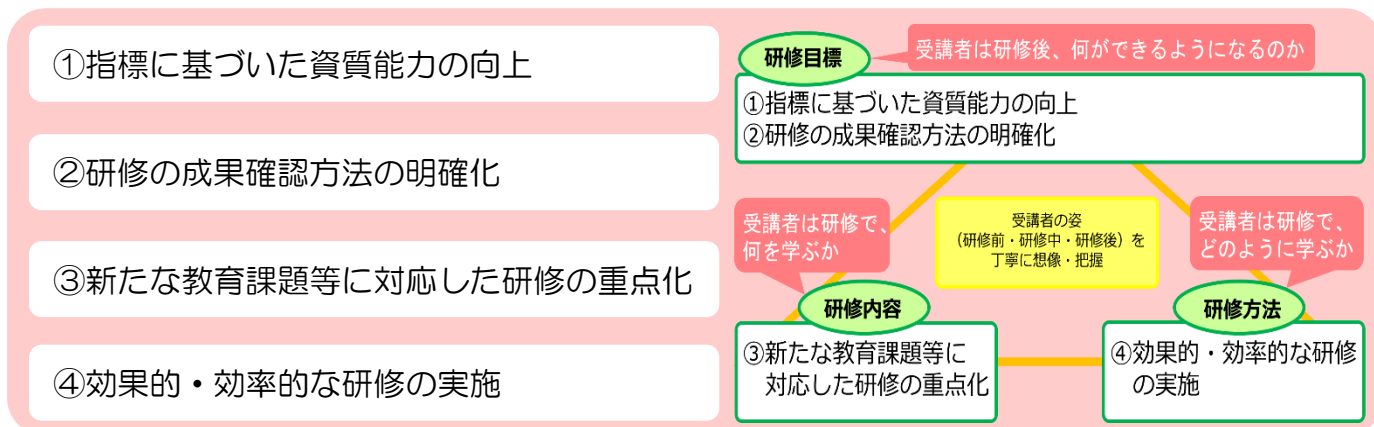 ①指標に基づいた資質能力の向上
②研修の成果確認方法の明確化
③新たな教育課題等に対応した研修の重点化
④効果的・効率的な研修の実施
研修目標
受講者は研修後、何ができるようになるのか
①指標に基づいた資質能力の向上
②研修の成果確認方法の明確化
受講者は研修で、
何を学ぶか
受講者の姿
（研修前・研修中・研修後）を
丁寧に想像・把握
受講者は研修で、
どのように学ぶか
研修内容
③新たな教育課題等に
対応した研修の重点化
研修方法
④効果的・効率的な研修
の実施